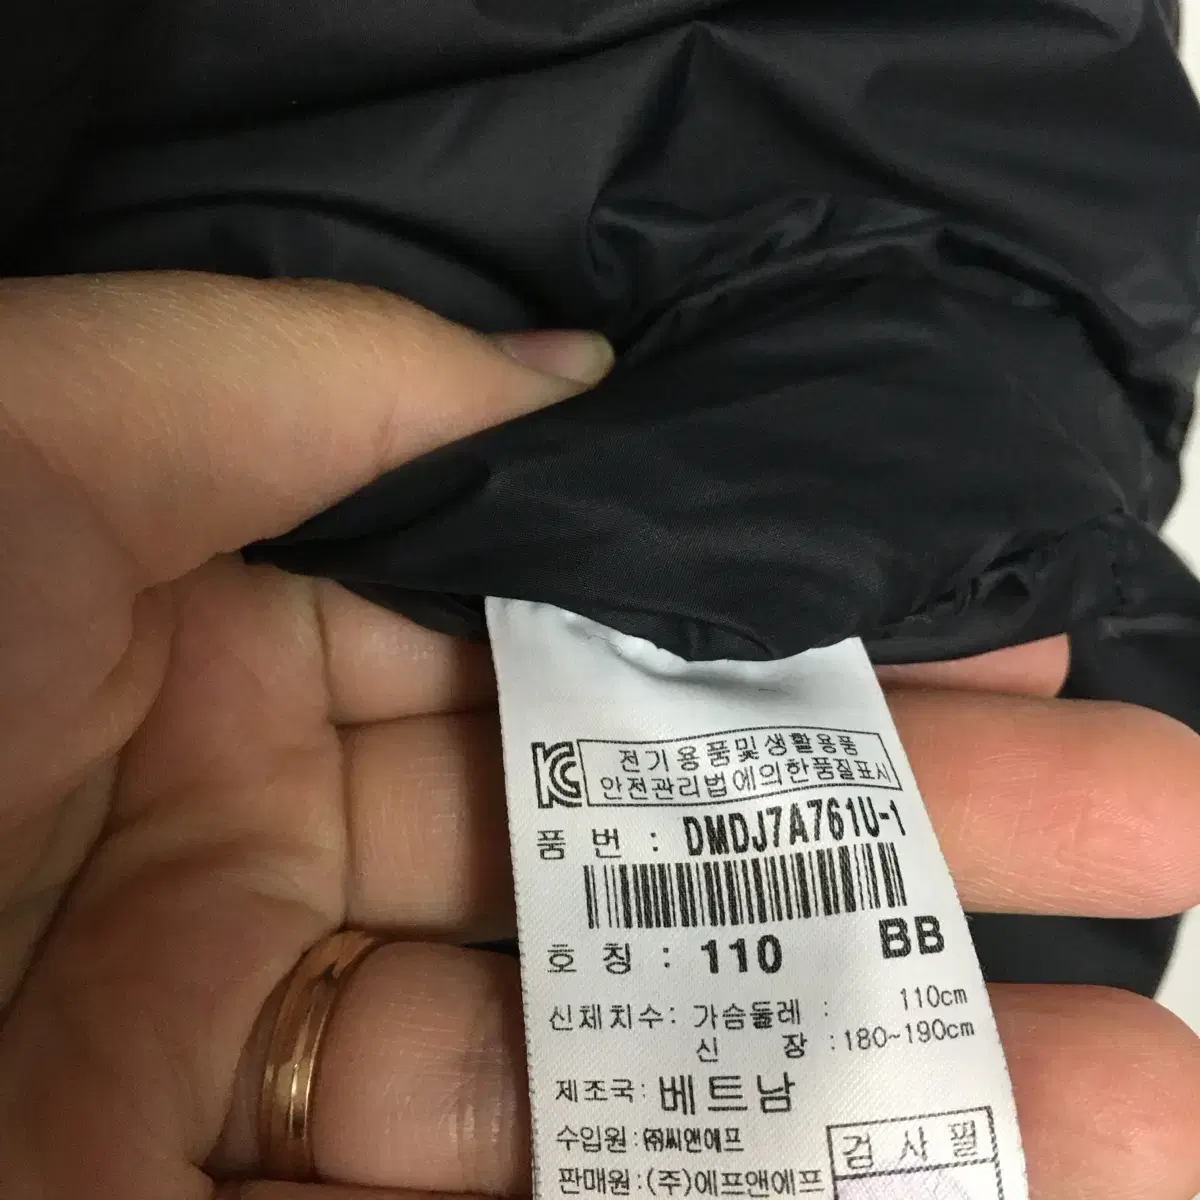 KC 전기용품및생활용품
안전관리법에의한품질표시
품 번 : DMDJ7A761U-1
BB
호 칭 : 110
신체치수: 가슴둘레 : 110cm
신 장 :180~190cm
제조국: 베트남
수입원:㈜씨앤에프
판매원:(주)에프앤에프
검사필